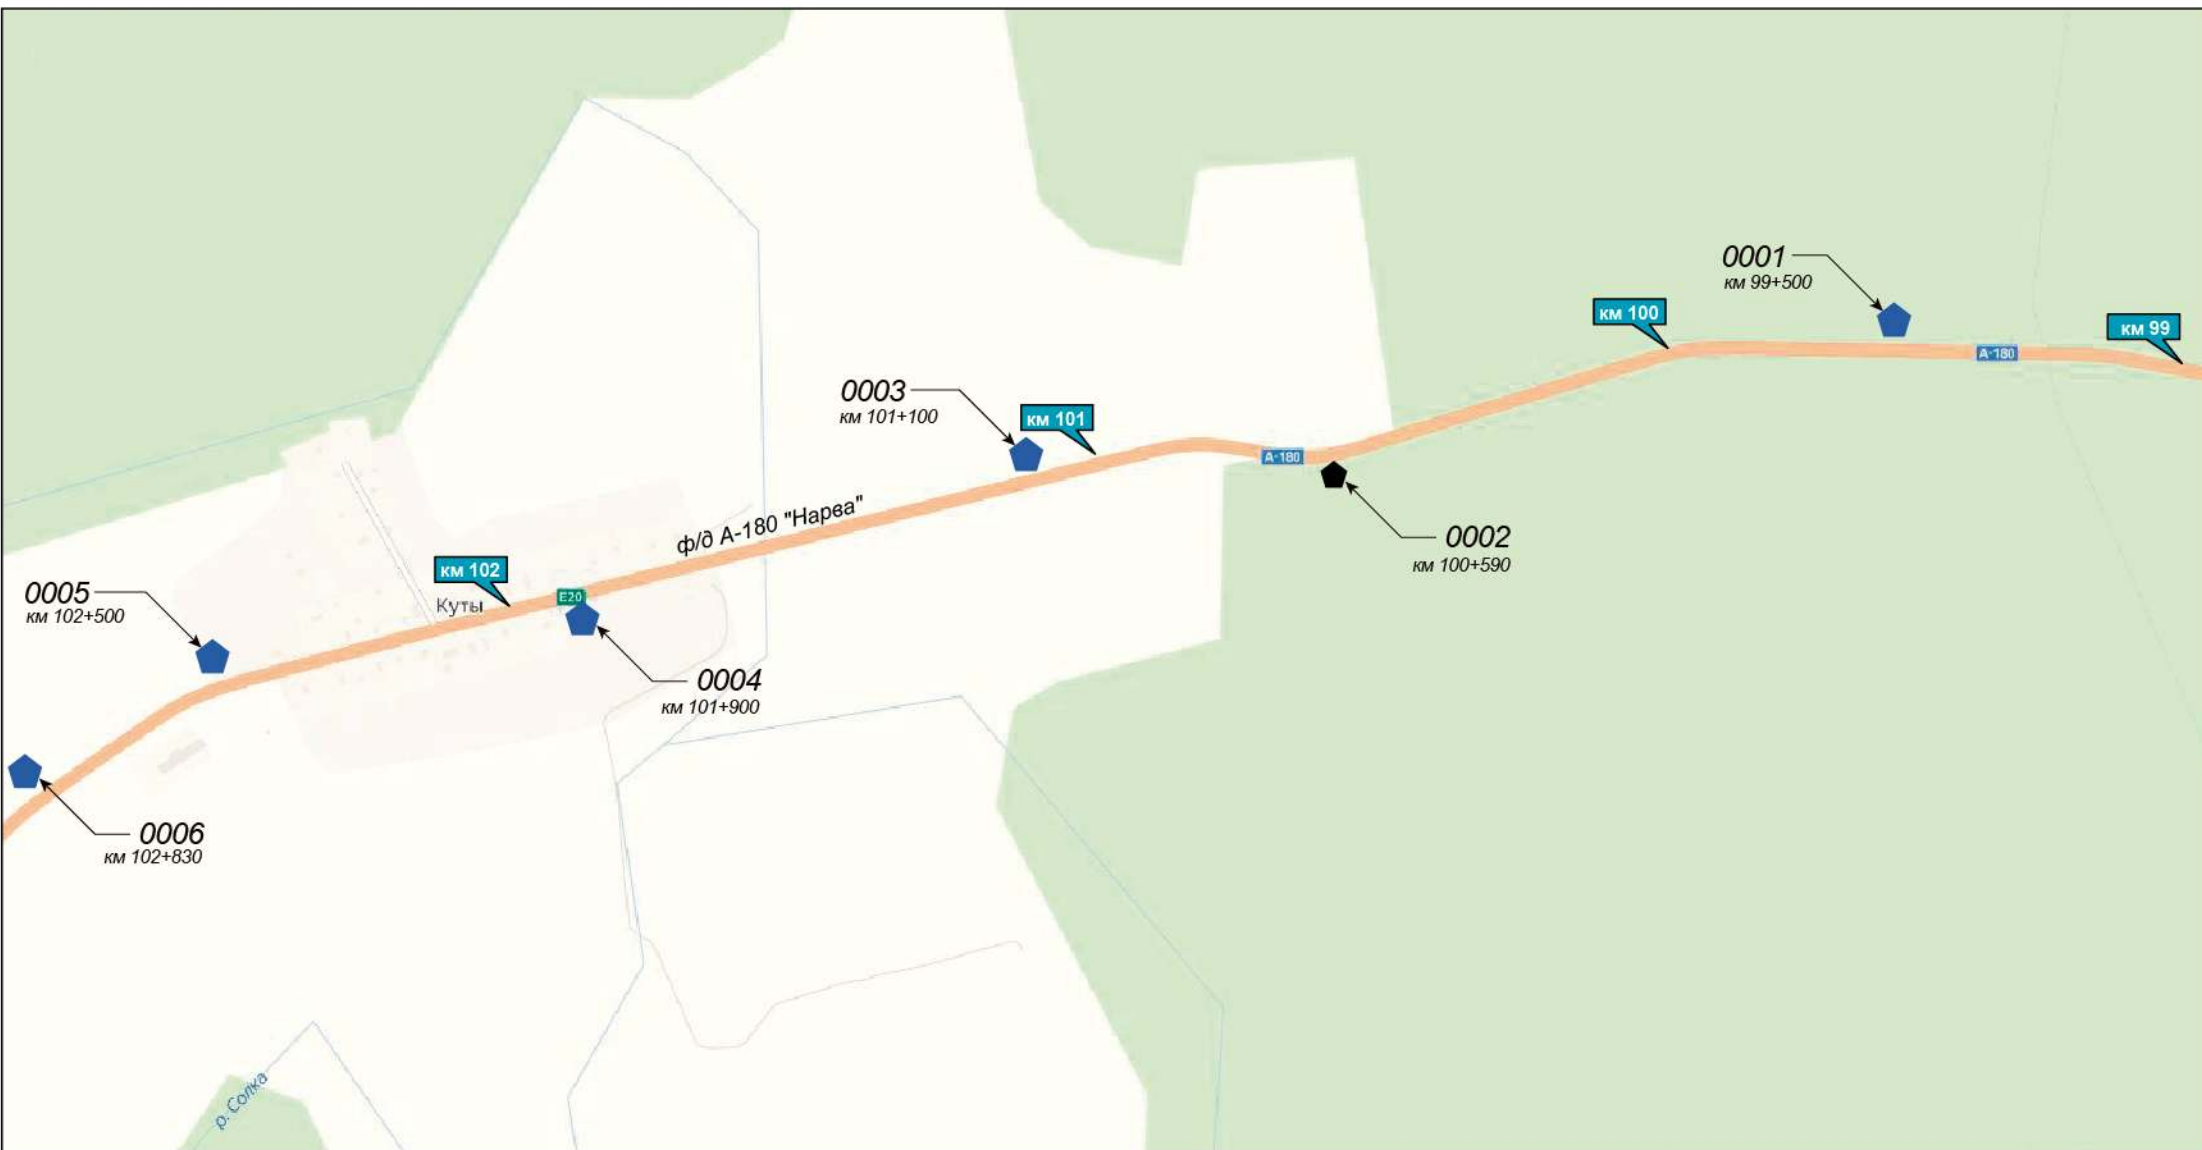 0001
км 99+500
км 100
км 99
А-180
0003
км 101+100
км 101
А-180
0002
км 100+590
ф/д А-180 "Нарва"
км 102
Е20
Куты
0005
км 102+500
0004
км 101+900
0006
км 102+830
р. Солка